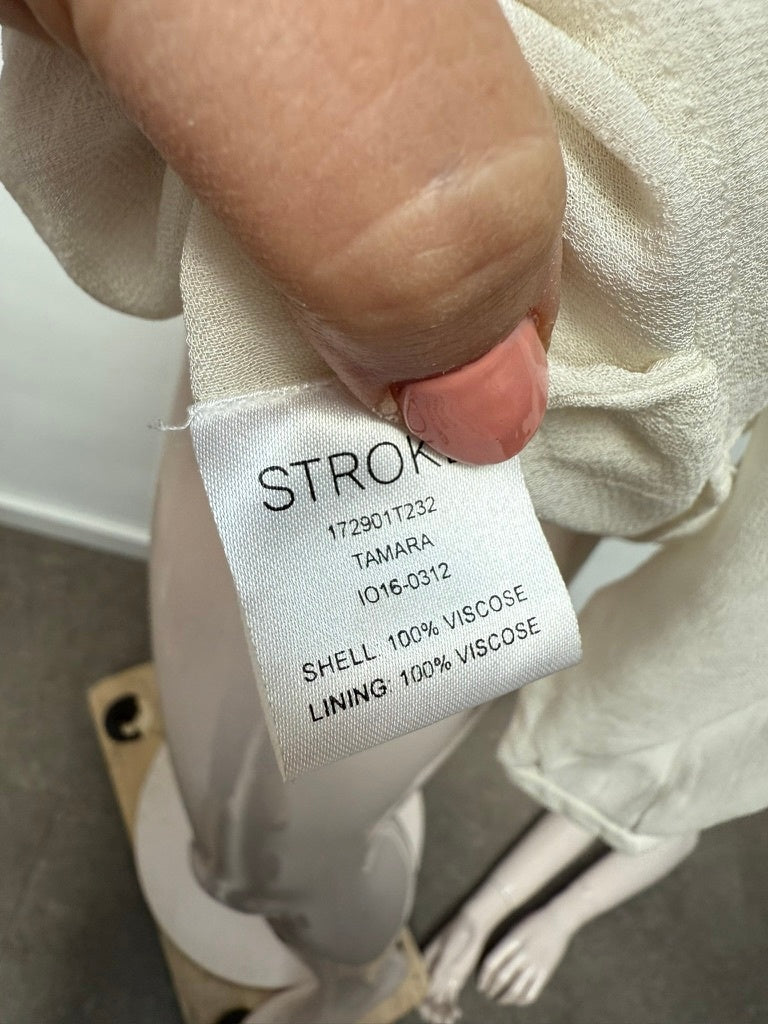 STROK
172901T232
TAMARA
IO16-0312
SHELL: 100% VISCOSE
LINING: 100% VISCOSE